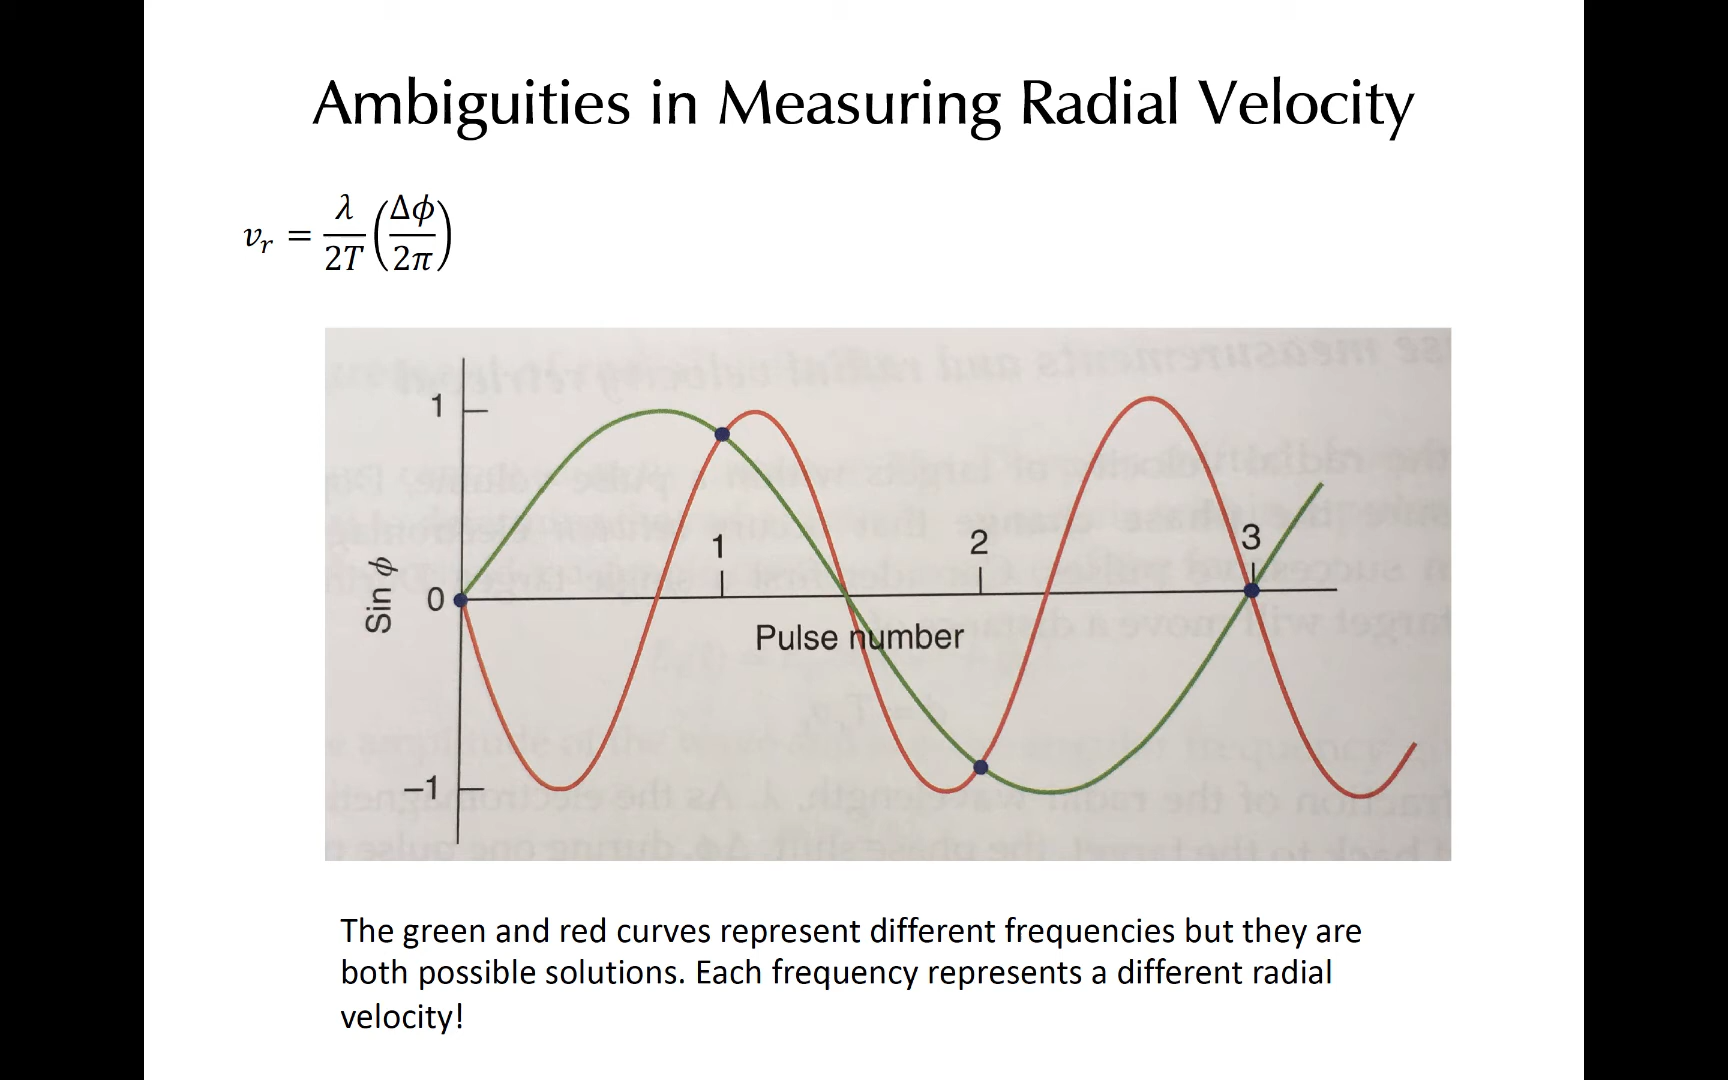 Ambiguities in Measuring Radial Velocity
v_r = λ/2T (Δϕ/2π)
1
0
−1
Sin ϕ
1
2
3
Pulse number
The green and red curves represent different frequencies but they are
both possible solutions. Each frequency represents a different radial
velocity!